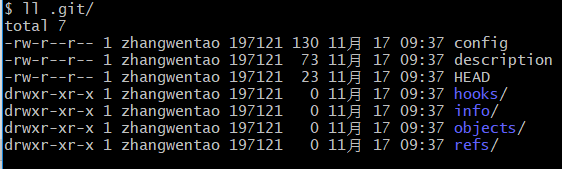 $ ll .git/
total 7
-rw-r--r-- 1 zhangwentao 197121 130 11月 17 09:37 config
-rw-r--r-- 1 zhangwentao 197121  73 11月 17 09:37 description
-rw-r--r-- 1 zhangwentao 197121  23 11月 17 09:37 HEAD
drwxr-xr-x 1 zhangwentao 197121   0 11月 17 09:37 hooks/
drwxr-xr-x 1 zhangwentao 197121   0 11月 17 09:37 info/
drwxr-xr-x 1 zhangwentao 197121   0 11月 17 09:37 objects/
drwxr-xr-x 1 zhangwentao 197121   0 11月 17 09:37 refs/